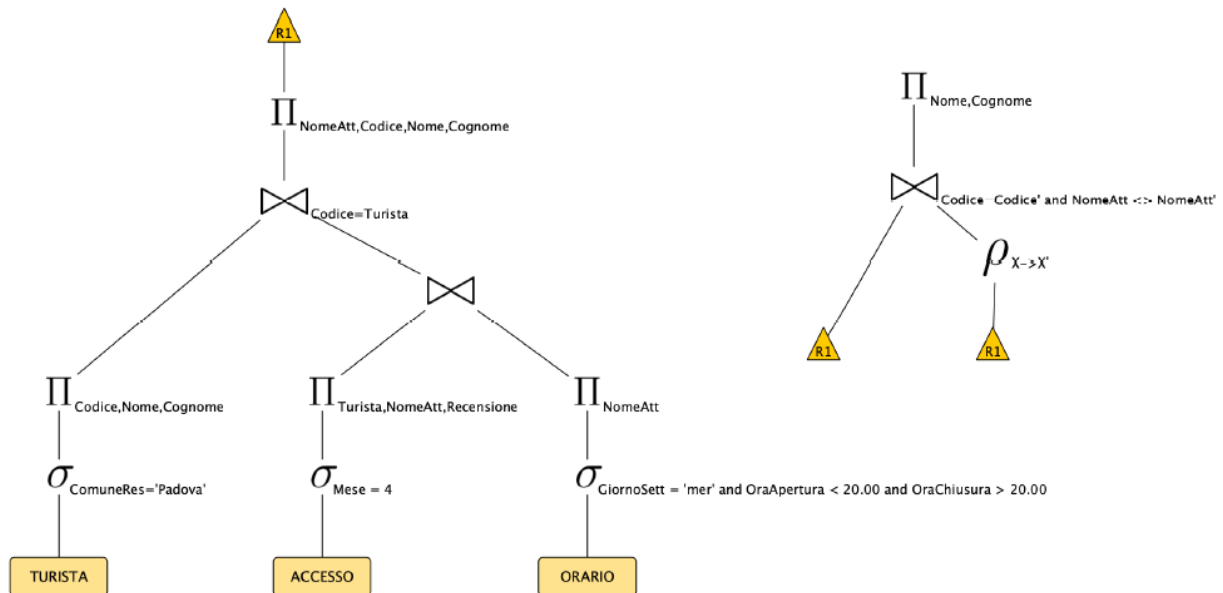 R1
Π NomeAtt,Codice,Nome,Cognome
Codice=Turista
Π Codice,Nome,Cognome
Π Turista,NomeAtt,Recensione
Π NomeAtt
σ ComuneRes='Padova'
σ Mese = 4
σ GiornoSett = 'mer' and OraApertura < 20.00 and OraChiusura > 20.00
TURISTA
ACCESSO
ORARIO
Π Nome,Cognome
Codice=Codice' and NomeAtt <> NomeAtt'
ρ X->X'
R1
R1